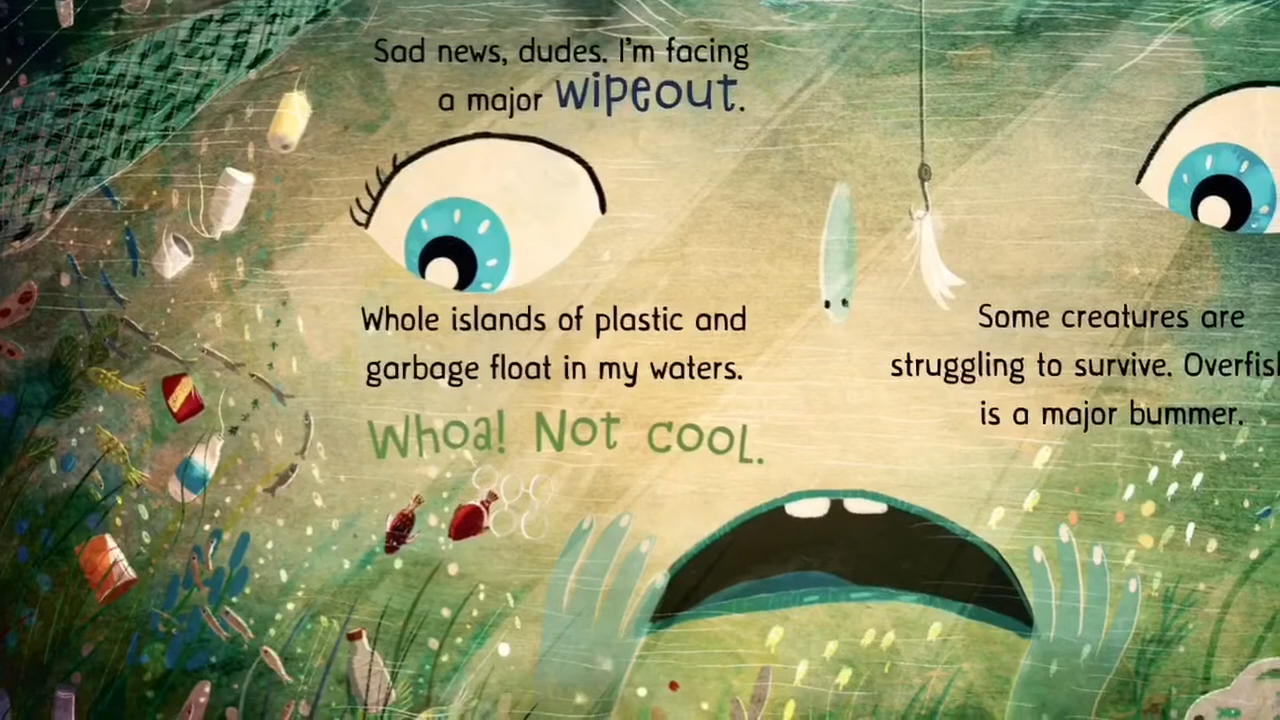 Sad news, dudes. I'm facing
a major wipeout.
Whole islands of plastic and
garbage float in my waters.
Whoa! Not cool.
Some creatures are
struggling to survive.
is a major bummer.